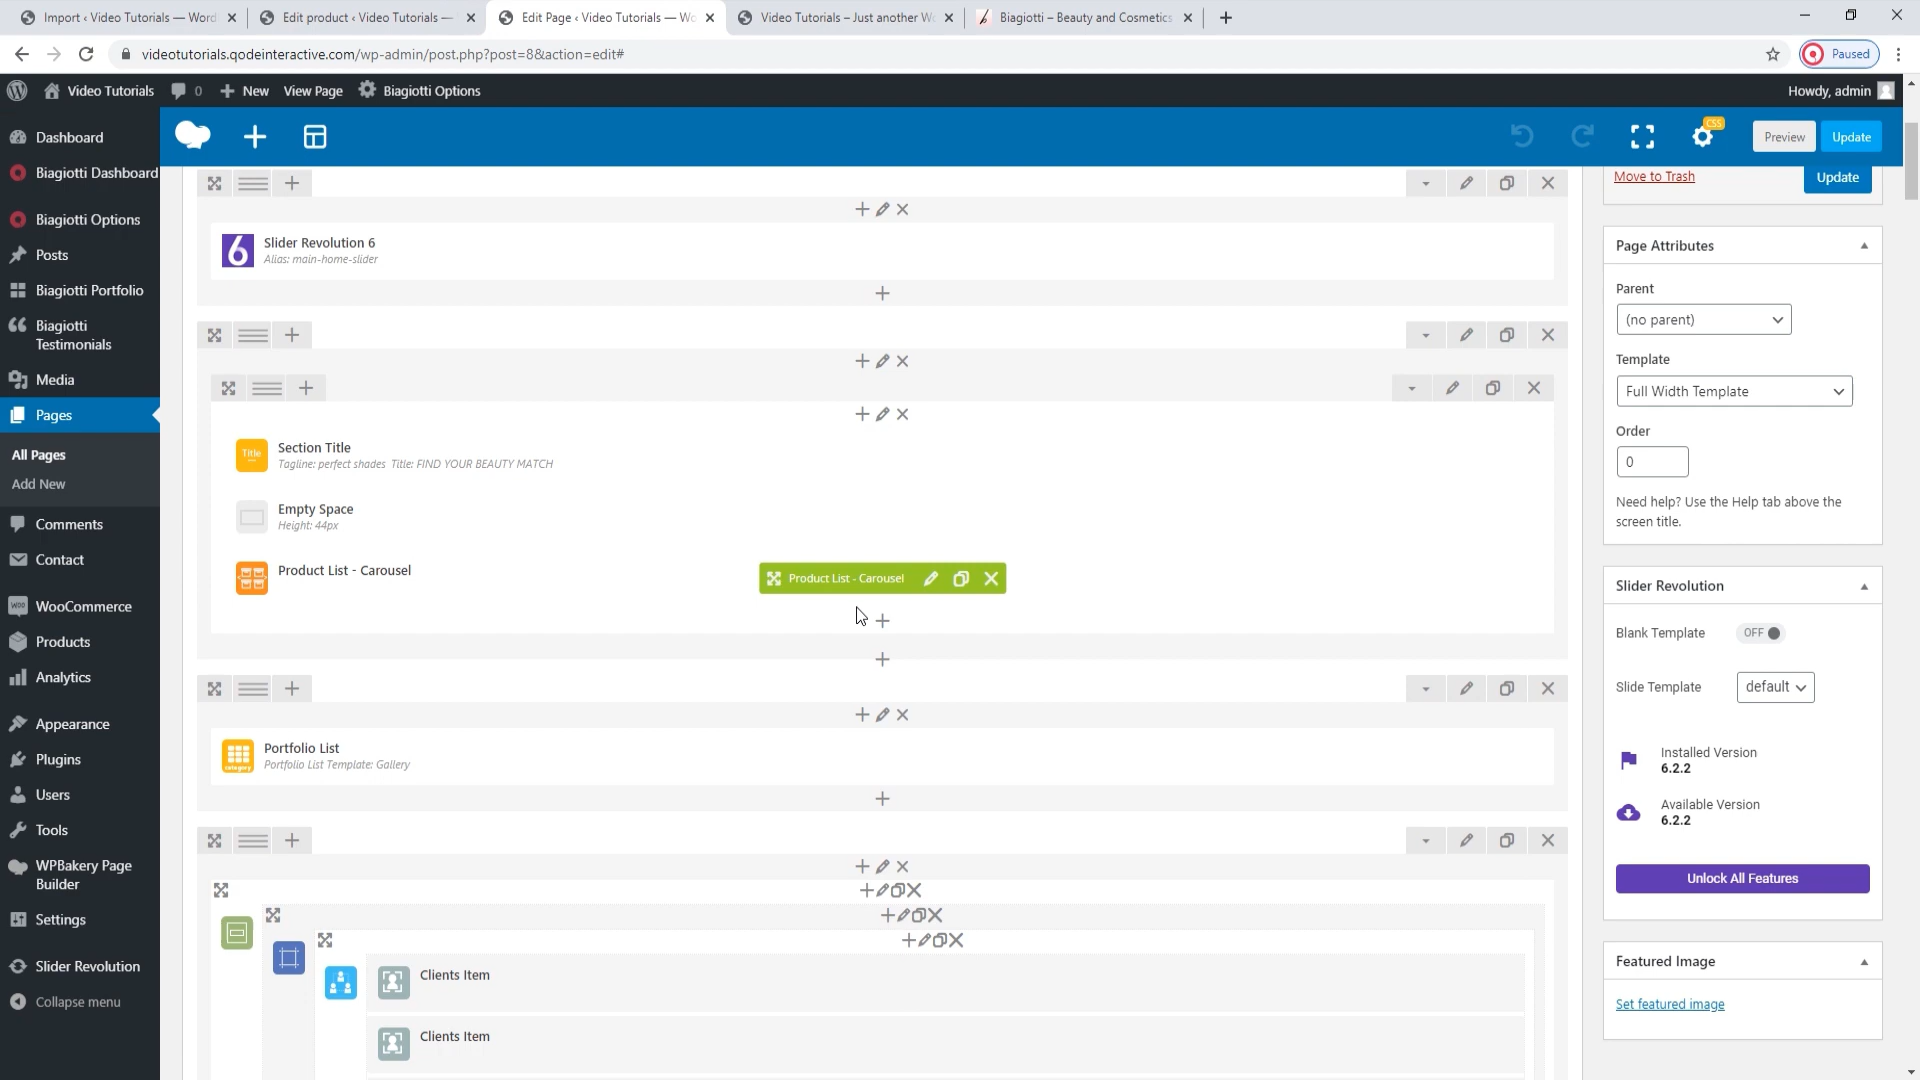 Import ‹ Video Tutorials — Word
Edit product ‹ Video Tutorials —
Edit Page ‹ Video Tutorials — Wo
Video Tutorials – Just another Wo
Biagiotti – Beauty and Cosmetics
videotutorials.qodeinteractive.com/wp-admin/post.php?post=8&action=edit#
Paused
Video Tutorials
0
New
View Page
Biagiotti Options
Howdy, admin
Dashboard
Biagiotti Dashboard
Biagiotti Options
Posts
Biagiotti Portfolio
Biagiotti
Testimonials
Media
Pages
All Pages
Add New
Comments
Contact
WooCommerce
Products
Analytics
Appearance
Plugins
Users
Tools
WPBakery Page
Builder
Settings
Slider Revolution
Collapse menu
CSS
Preview
Update
6
Slider Revolution 6
Alias: main-home-slider
Title
Section Title
Tagline: perfect shades Title: FIND YOUR BEAUTY MATCH
Empty Space
Height: 44px
Product List - Carousel
Product List - Carousel
Portfolio List
Portfolio List Template: Gallery
category
Clients Item
Clients Item
Move to Trash
Update
Page Attributes
Parent
(no parent)
Template
Full Width Template
Order
0
Need help? Use the Help tab above the
screen title.
Slider Revolution
Blank Template
OFF
Slide Template
default
Installed Version
6.2.2
Available Version
6.2.2
Unlock All Features
Featured Image
Set featured image